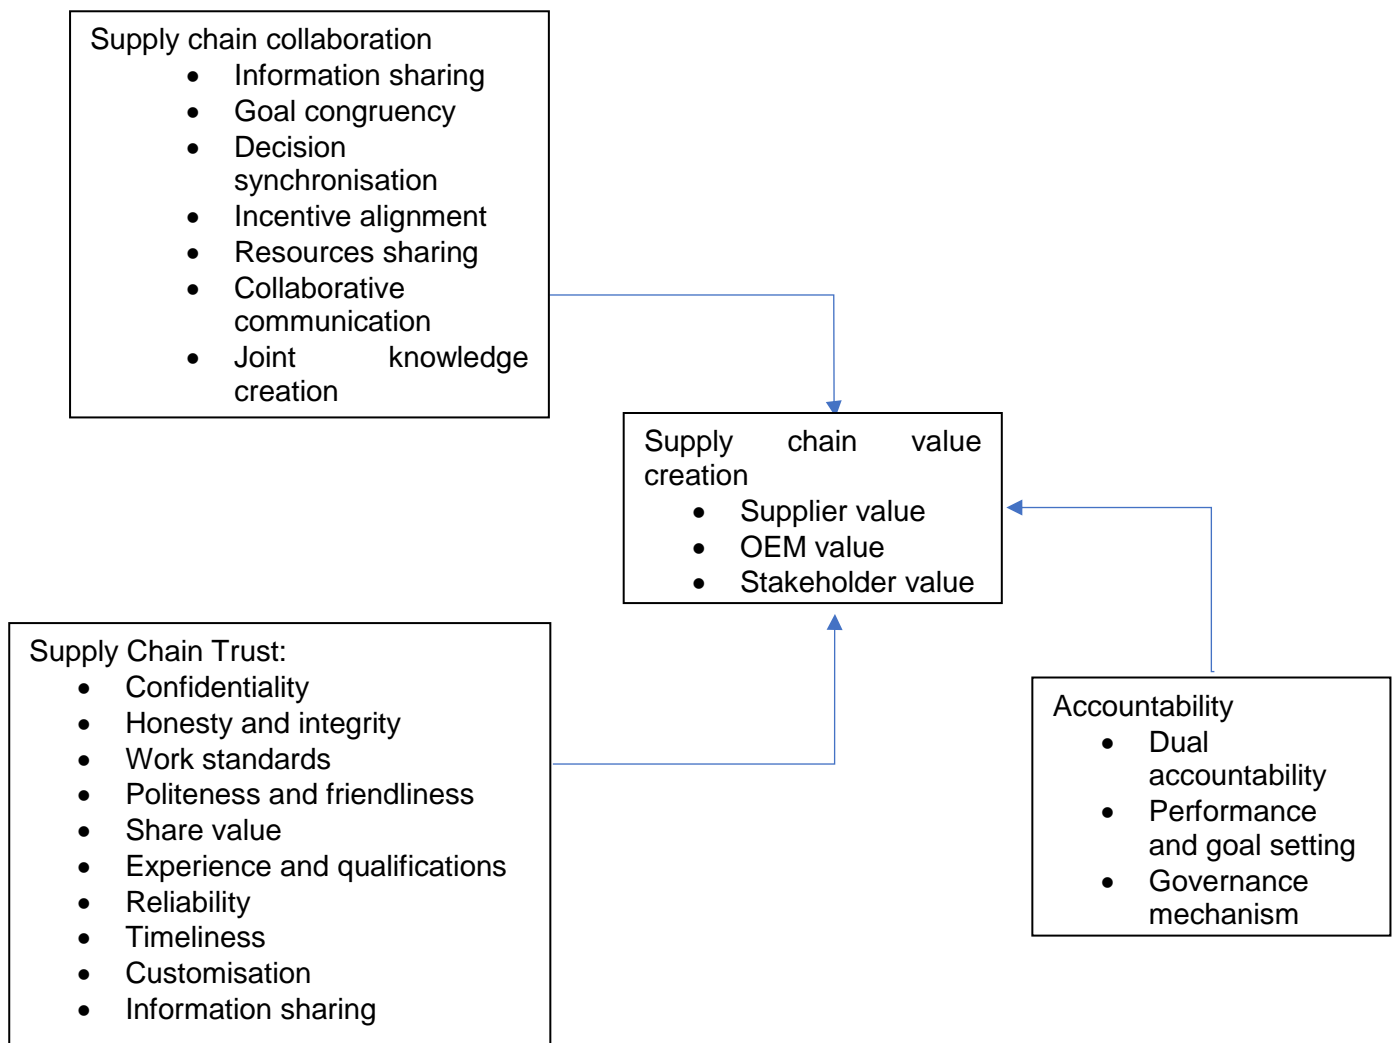 Supply chain collaboration
• Information sharing
• Goal congruency
• Decision
synchronisation
• Incentive alignment
• Resources sharing
• Collaborative
communication
• Joint knowledge
creation
Supply chain value
creation
• Supplier value
• OEM value
• Stakeholder value
Supply Chain Trust:
• Confidentiality
• Honesty and integrity
• Work standards
• Politeness and friendliness
• Share value
• Experience and qualifications
• Reliability
• Timeliness
• Customisation
• Information sharing
Accountability
• Dual
accountability
• Performance
and goal setting
• Governance
mechanism